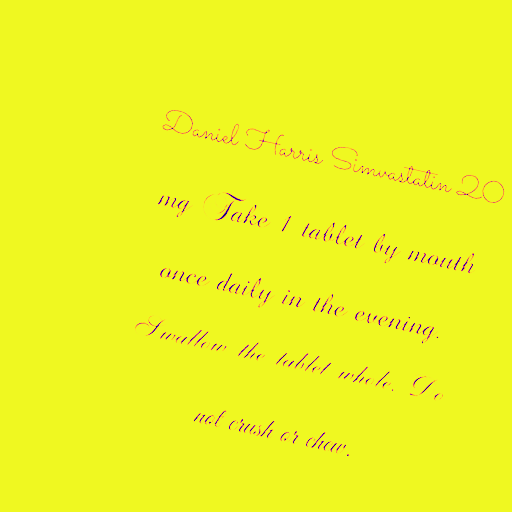 Daniel Harris Simvastatin 20
mg Take 1 tablet by mouth
once daily in the evening.
Swallow the tablet whole. Do
not crush or chew.